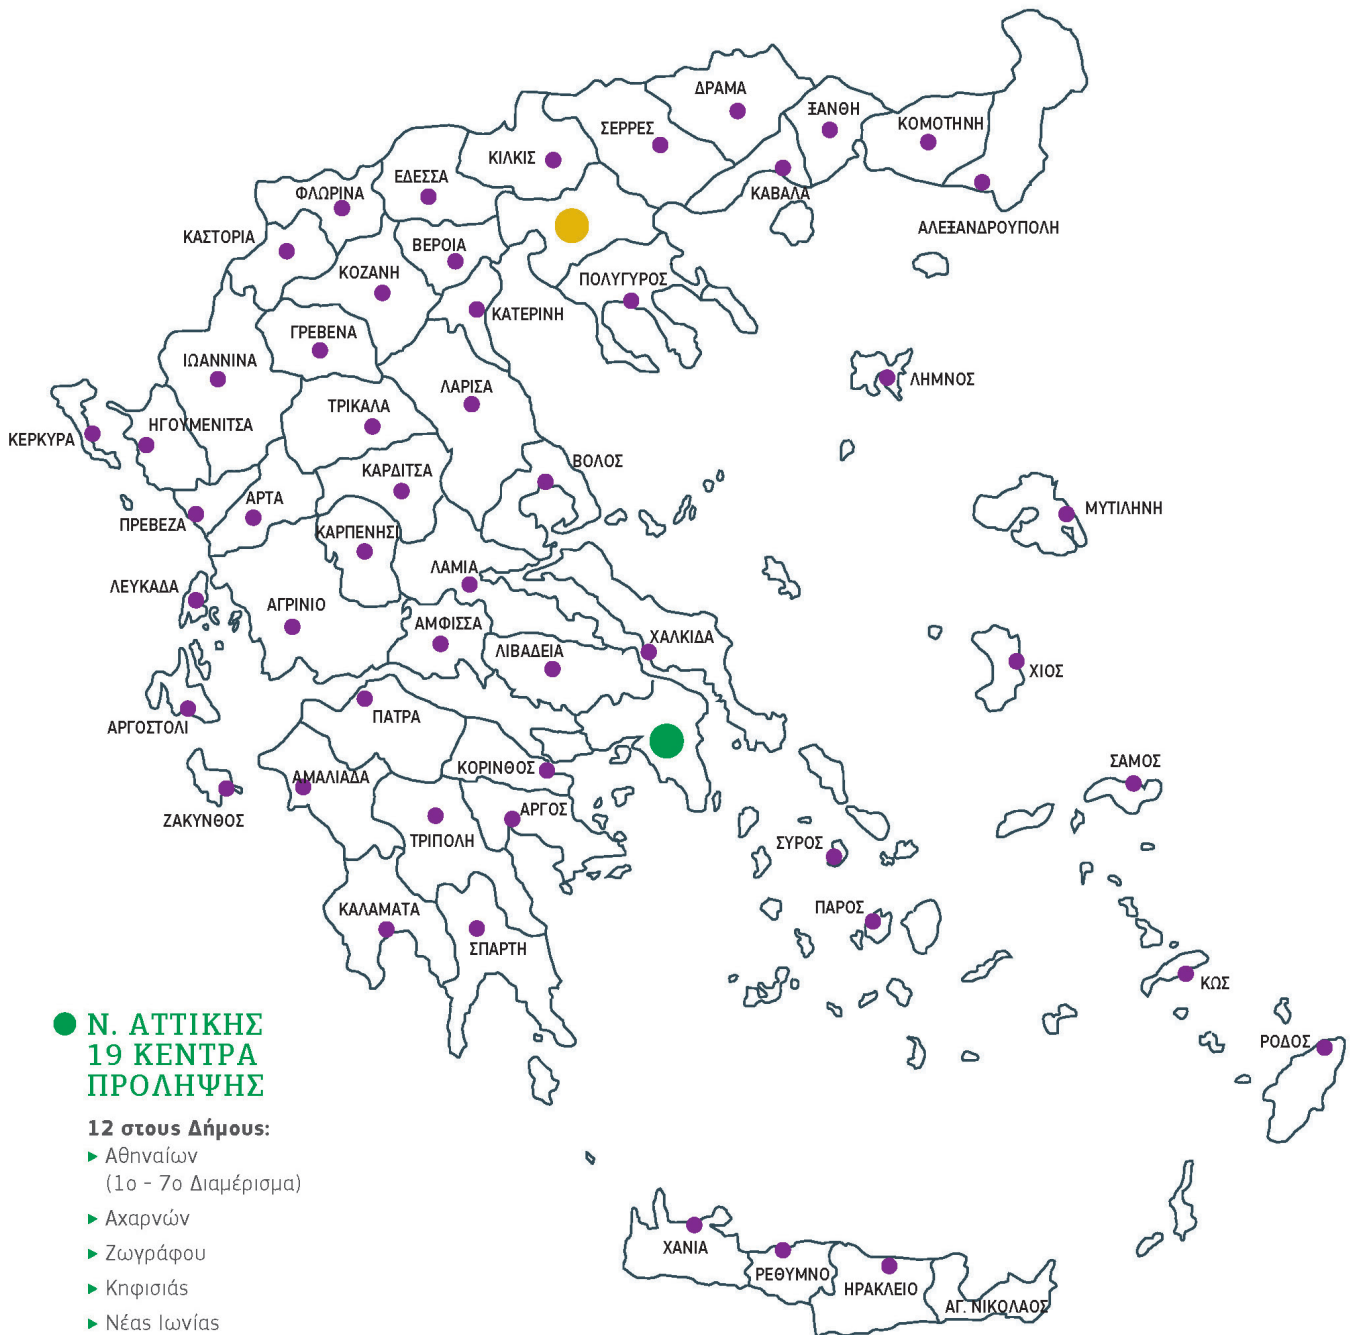 ΔΡΑΜΑ
ΞΑΝΘΗ
ΣΕΡΡΕΣ
ΚΟΜΟΤΗΝΗ
ΚΙΛΚΙΣ
ΕΔΕΣΣΑ
ΦΛΩΡΙΝΑ
ΚΑΒΑΛΑ
ΑΛΕΞΑΝΔΡΟΥΠΟΛΗ
ΚΑΣΤΟΡΙΑ
ΒΕΡΟΙΑ
ΚΟΖΑΝΗ
ΠΟΛΥΓΥΡΟΣ
ΚΑΤΕΡΙΝΗ
ΓΡΕΒΕΝΑ
ΙΩΑΝΝΙΝΑ
ΛΗΜΝΟΣ
ΛΑΡΙΣΑ
ΤΡΙΚΑΛΑ
ΗΓΟΥΜΕΝΙΤΣΑ
ΚΕΡΚΥΡΑ
ΒΟΛΟΣ
ΚΑΡΔΙΤΣΑ
ΑΡΤΑ
ΜΥΤΙΛΗΝΗ
ΠΡΕΒΕΖΑ
ΚΑΡΠΕΝΗΣΙ
ΛΑΜΙΑ
ΛΕΥΚΑΔΑ
ΑΓΡΙΝΙΟ
ΑΜΦΙΣΣΑ
ΧΑΛΚΙΔΑ
ΛΙΒΑΔΕΙΑ
ΧΙΟΣ
ΠΑΤΡΑ
ΑΡΓΟΣΤΟΛΙ
ΣΑΜΟΣ
ΚΟΡΙΝΘΟΣ
ΑΜΑΛΙΑΔΑ
ΑΡΓΟΣ
ΖΑΚΥΝΘΟΣ
ΤΡΙΠΟΛΗ
ΣΥΡΟΣ
ΠΑΡΟΣ
ΚΑΛΑΜΑΤΑ
ΣΠΑΡΤΗ
ΚΩΣ
ΡΟΔΟΣ
Ν. ΑΤΤΙΚΗΣ
19 ΚΕΝΤΡΑ
ΠΡΟΛΗΨΗΣ
12 στους Δήμους:
▸ Αθηναίων
(1ο - 7ο Διαμέρισμα)
▸ Αχαρνών
▸ Ζωγράφου
▸ Κηφισιάς
▸ Νέας Ιωνίας
ΧΑΝΙΑ
ΡΕΘΥΜΝΟ
ΗΡΑΚΛΕΙΟ
ΑΓ. ΝΙΚΟΛΑΟΣ